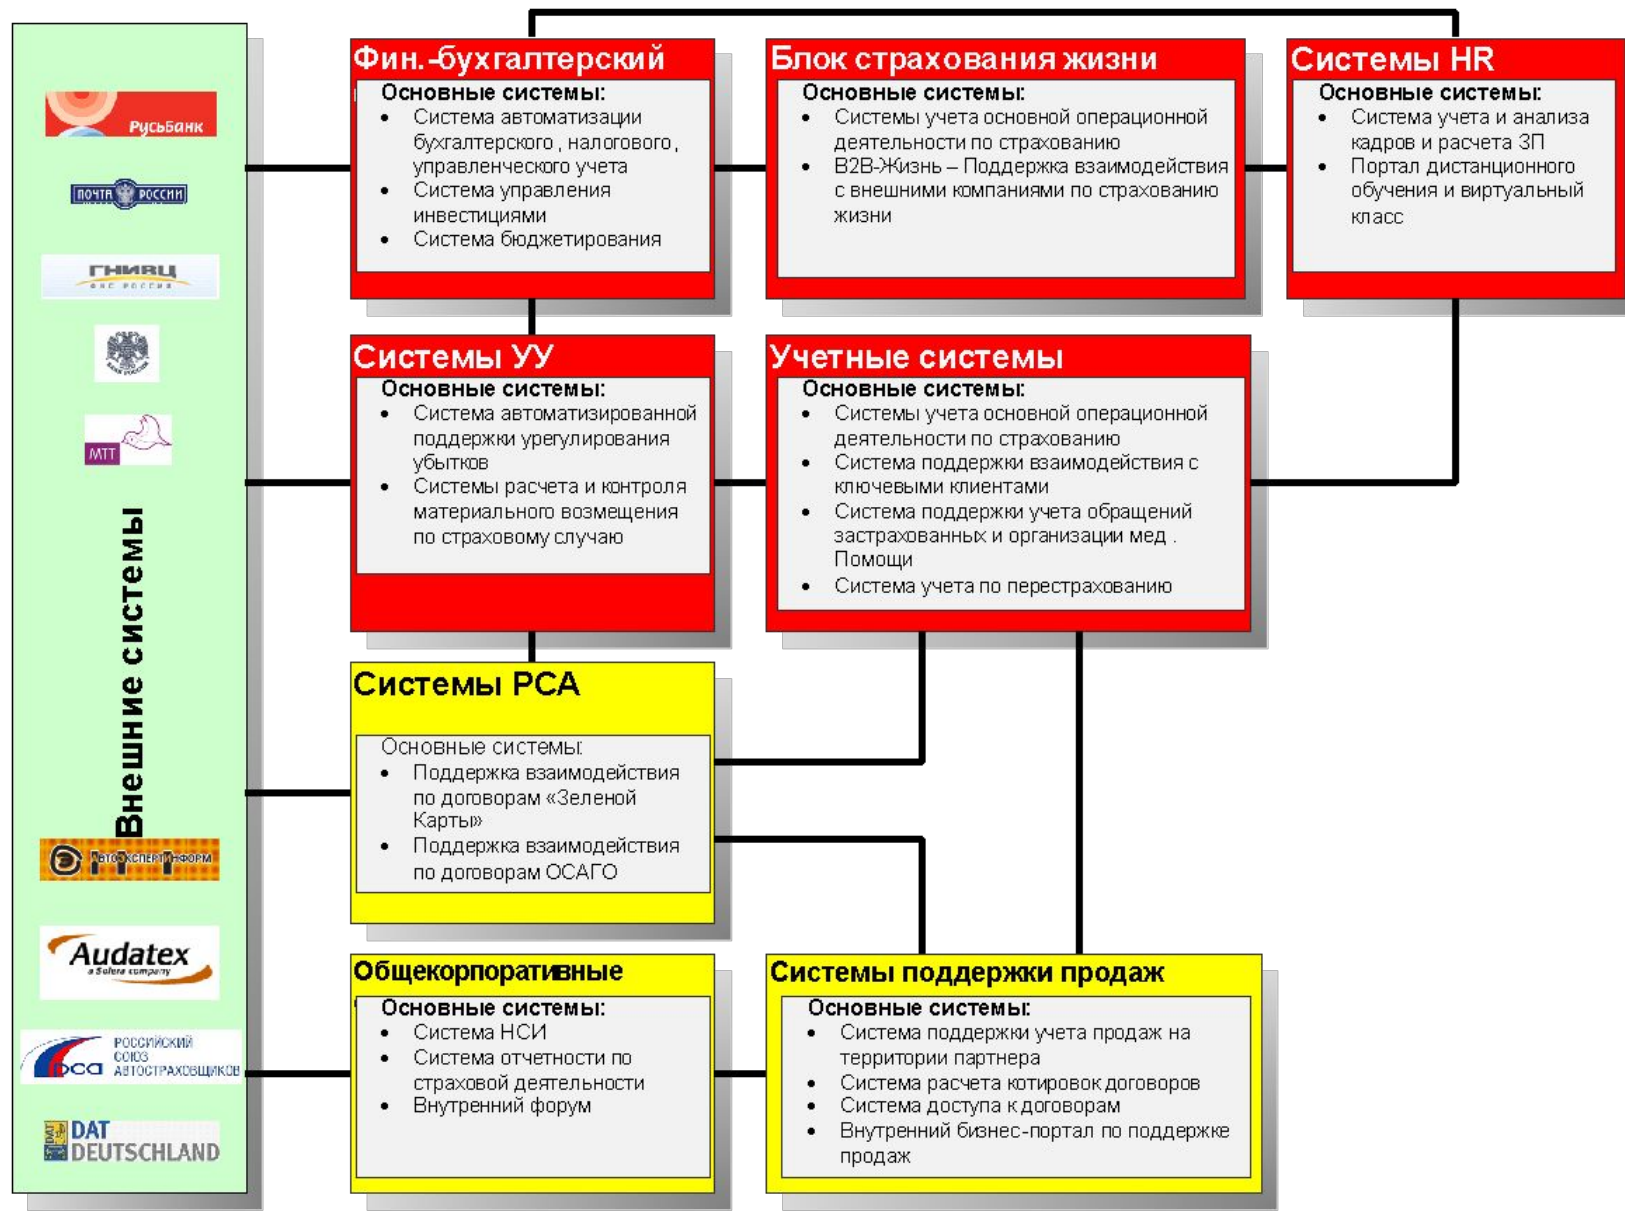 РусьБанк
ПОЧТА РОССИИ
ГНИВЦ
ФНС РОССИИ
БАНК РОССИИ
МТТ
Внешние системы
АВТОЭКСПЕРТИНФОРМ
Audatex
a Solera company
рса
РОССИЙСКИЙ
СОЮЗ
АВТОСТРАХОВЩИКОВ
DAT
DAT
DEUTSCHLAND
Фин.-бухгалтерский
Основные системы:
• Система автоматизации
бухгалтерского , налогового ,
управленческого учета
• Система управления
инвестициями
• Система бюджетирования
Блок страхования жизни
Основные системы:
• Системы учета основной операционной
деятельности по страхованию
• В2В-Жизнь – Поддержка взаимодействия
с внешними компаниями по страхованию
жизни
Системы HR
Основные системы:
• Система учета и анализа
кадров и расчета ЗП
• Портал дистанционного
обучения и виртуальный
класс
Системы УУ
Основные системы:
• Система автоматизированной
поддержки урегулирования
убытков
• Системы расчета и контроля
материального возмещения
по страховому случаю
Учетные системы
Основные системы:
• Системы учета основной операционной
деятельности по страхованию
• Система поддержки взаимодействия с
ключевыми клиентами
• Система поддержки учета обращений
застрахованных и организации мед .
Помощи
• Система учета по перестрахованию
Системы РСА
Основные системы:
• Поддержка взаимодействия
по договорам «Зеленой
Карты»
• Поддержка взаимодействия
по договорам ОСАГО
Общекорпоративные
Основные системы:
• Система НСИ
• Система отчетности по
страховой деятельности
• Внутренний форум
Системы поддержки продаж
Основные системы:
• Система поддержки учета продаж на
территории партнера
• Система расчета котировок договоров
• Система доступа к договорам
• Внутренний бизнес-портал по поддержке
продаж